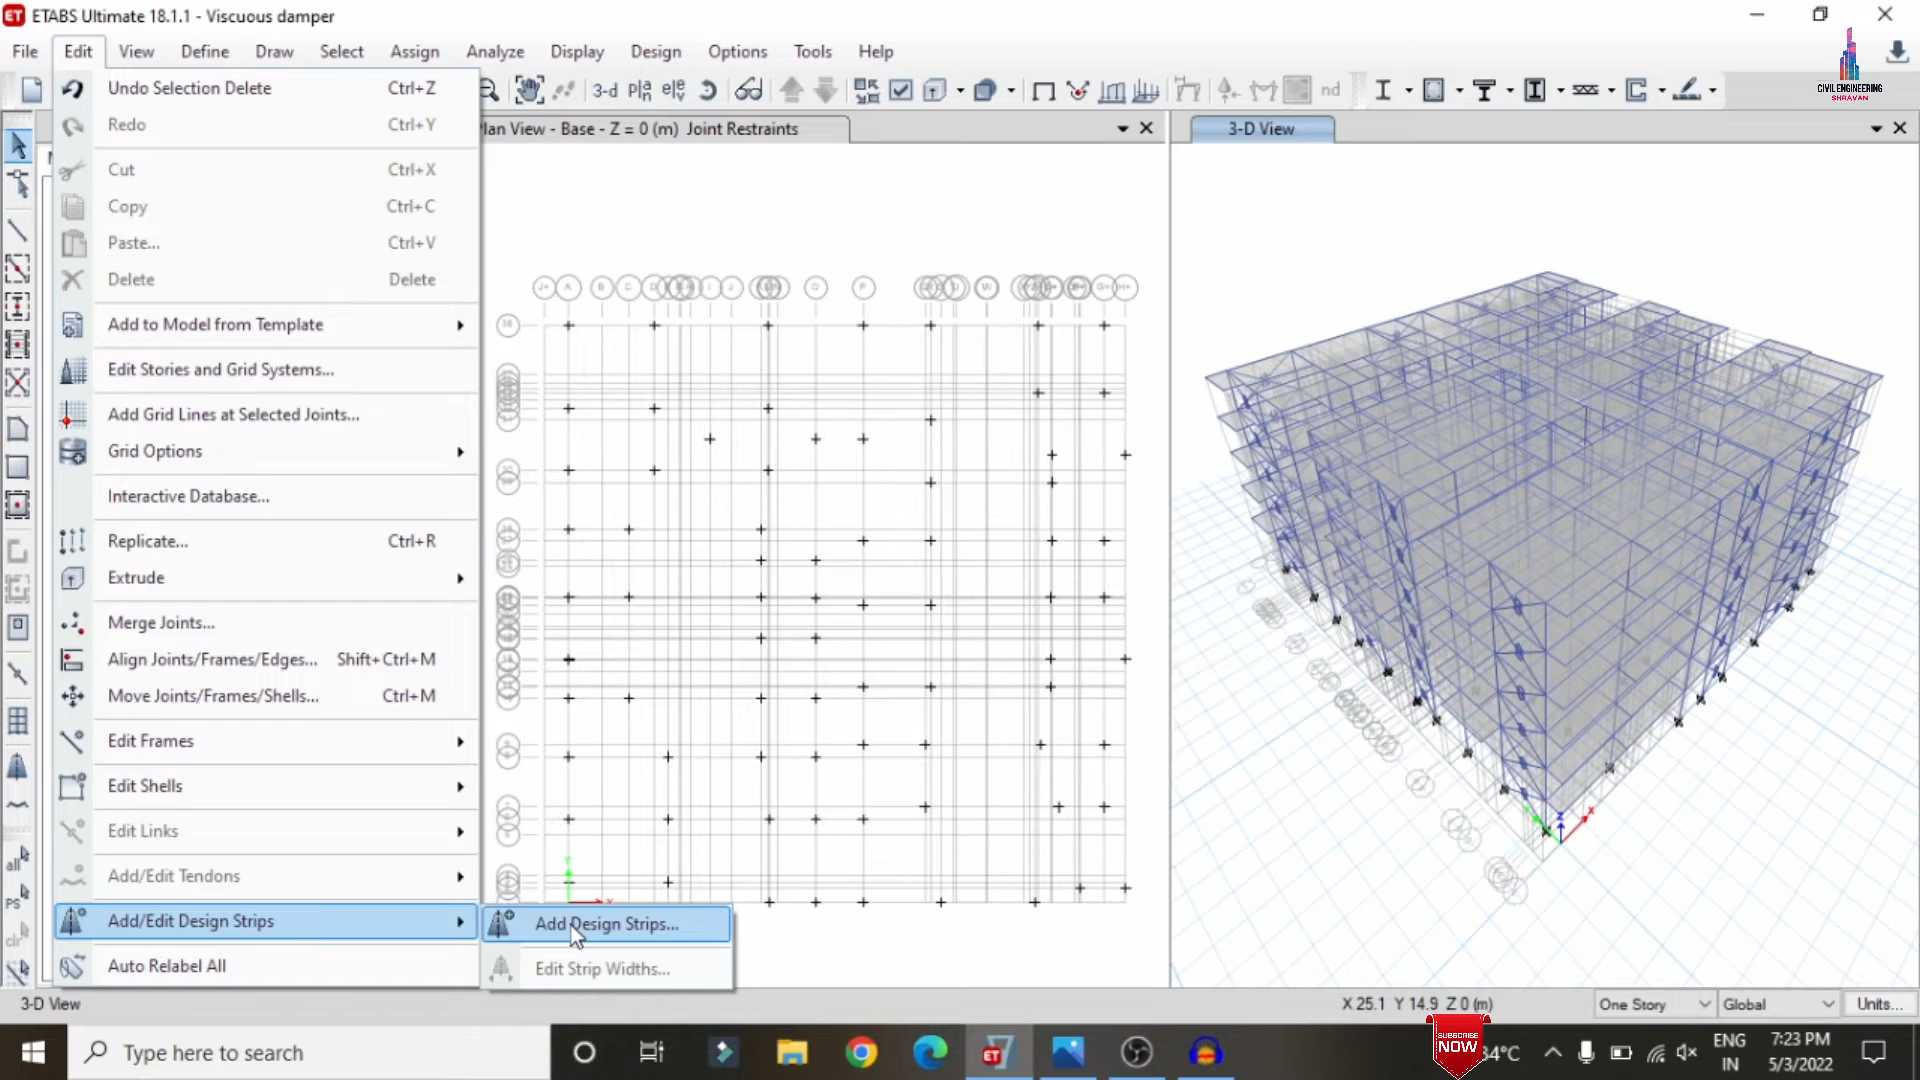 ETABS Ultimate 18.1.1 - Viscuous damper
File Edit View Define Draw Select Assign Analyze Display Design Options Tools Help
CIVIL ENGINEERING
SHRAVAN
Undo Selection Delete Ctrl+Z
Redo Ctrl+Y
Cut Ctrl+X
Copy Ctrl+C
Paste... Ctrl+V
Delete Delete
Add to Model from Template
Edit Stories and Grid Systems...
Add Grid Lines at Selected Joints...
Grid Options
Interactive Database...
Replicate... Ctrl+R
Extrude
Merge Joints...
Align Joints/Frames/Edges... Shift+Ctrl+M
Move Joints/Frames/Shells... Ctrl+M
Edit Frames
Edit Shells
Edit Links
Add/Edit Tendons
Add/Edit Design Strips
Auto Relabel All
Add Design Strips...
Edit Strip Widths...
3-d
nd
lan View - Base - Z = 0 (m) Joint Restraints
3-D View
all
PS
clr
3-D View
X 25.1 Y 14.9 Z 0 (m)
One Story
Global
Units...
Type here to search
SUBSCRIBE
NOW
34°C
ENG
IN
7:23 PM
5/3/2022